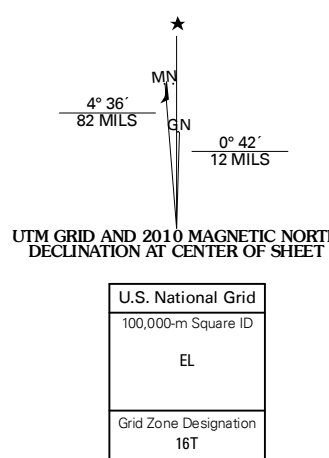 ★
MN
4° 36´
82 MILS
GN
0° 42´
12 MILS
UTM GRID AND 2010 MAGNETIC NORTH
DECLINATION AT CENTER OF SHEET
U.S. National Grid
100,000-m Square ID
EL
Grid Zone Designation
16T